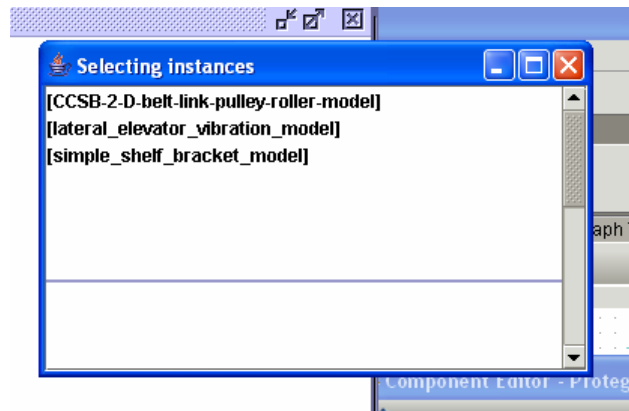 Selecting instances
[CCSB-2-D-belt-link-pulley-roller-model]
[lateral_elevator_vibration_model]
[simple_shelf_bracket_model]
aph
Component Editor - Proteg